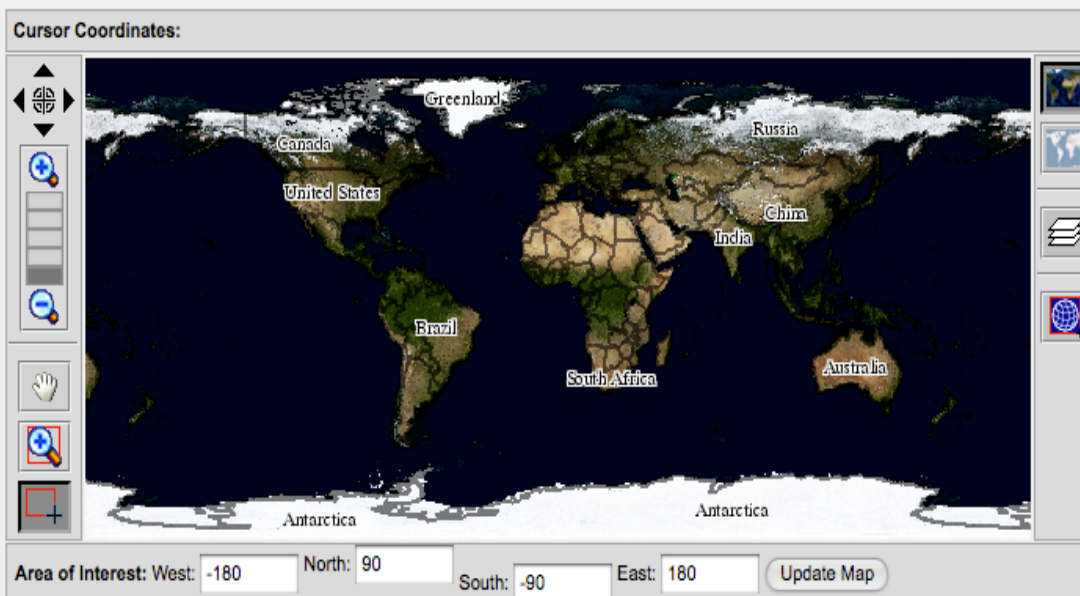 Cursor Coordinates:
Greenland
Russia
Canada
United States
China
India
Brazil
Australia
South Africa
Antarctica
Antarctica
Area of Interest: West: -180 North: 90 South: -90 East: 180 Update Map